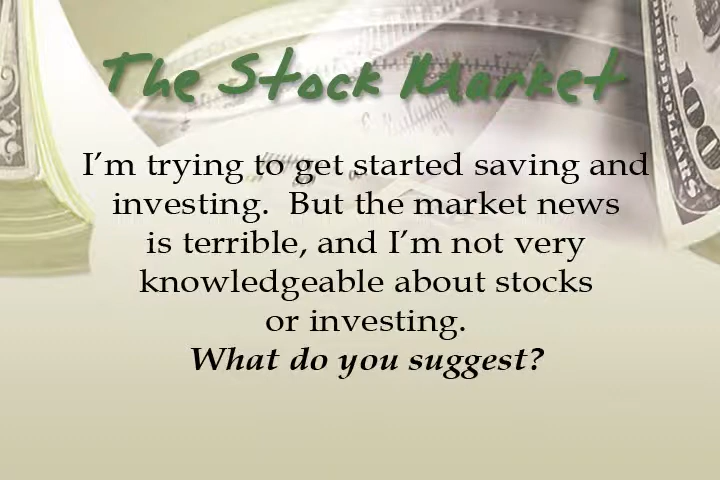 The Stock Market
I'm trying to get started saving and
investing.  But the market news
is terrible, and I'm not very
knowledgeable about stocks
or investing.
What do you suggest?
100